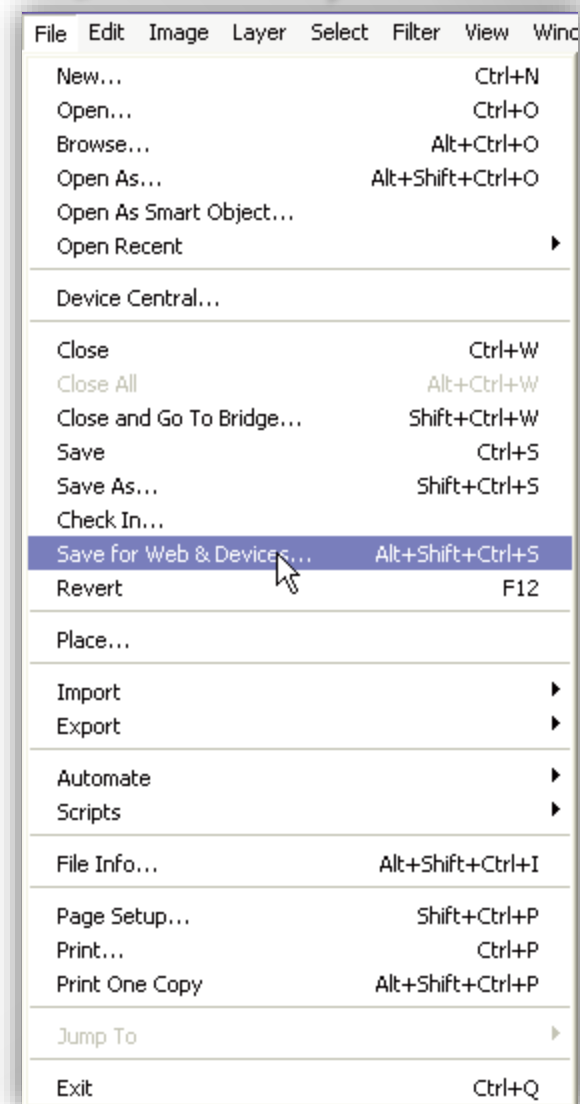 File Edit Image Layer Select Filter View Wind
New... Ctrl+N
Open... Ctrl+O
Browse... Alt+Ctrl+O
Open As... Alt+Shift+Ctrl+O
Open As Smart Object...
Open Recent
Device Central...
Close Ctrl+W
Close All Alt+Ctrl+W
Close and Go To Bridge... Shift+Ctrl+W
Save Ctrl+S
Save As... Shift+Ctrl+S
Check In...
Save for Web & Devices... Alt+Shift+Ctrl+S
Revert F12
Place...
Import
Export
Automate
Scripts
File Info... Alt+Shift+Ctrl+I
Page Setup... Shift+Ctrl+P
Print... Ctrl+P
Print One Copy Alt+Shift+Ctrl+P
Jump To
Exit Ctrl+Q